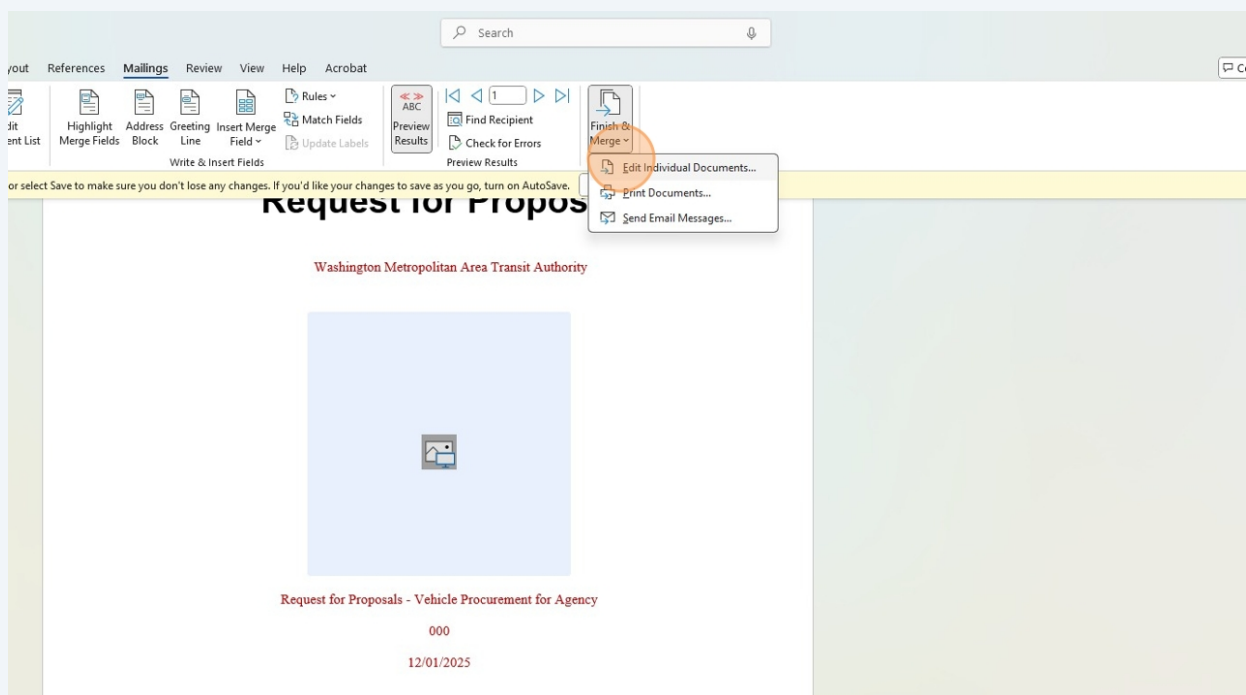 Search
yout References Mailings Review View Help Acrobat
Co
dit
ent List
Highlight
Merge Fields
Address
Block
Greeting
Line
Insert Merge
Field
Rules
Match Fields
Update Labels
Write & Insert Fields
ABC
Preview
Results
1
Find Recipient
Check for Errors
Preview Results
Finish &
Merge
Edit Individual Documents...
Print Documents...
Send Email Messages...
or select Save to make sure you don't lose any changes. If you'd like your changes to save as you go, turn on AutoSave.
Request for Propos
Washington Metropolitan Area Transit Authority
Request for Proposals - Vehicle Procurement for Agency
000
12/01/2025